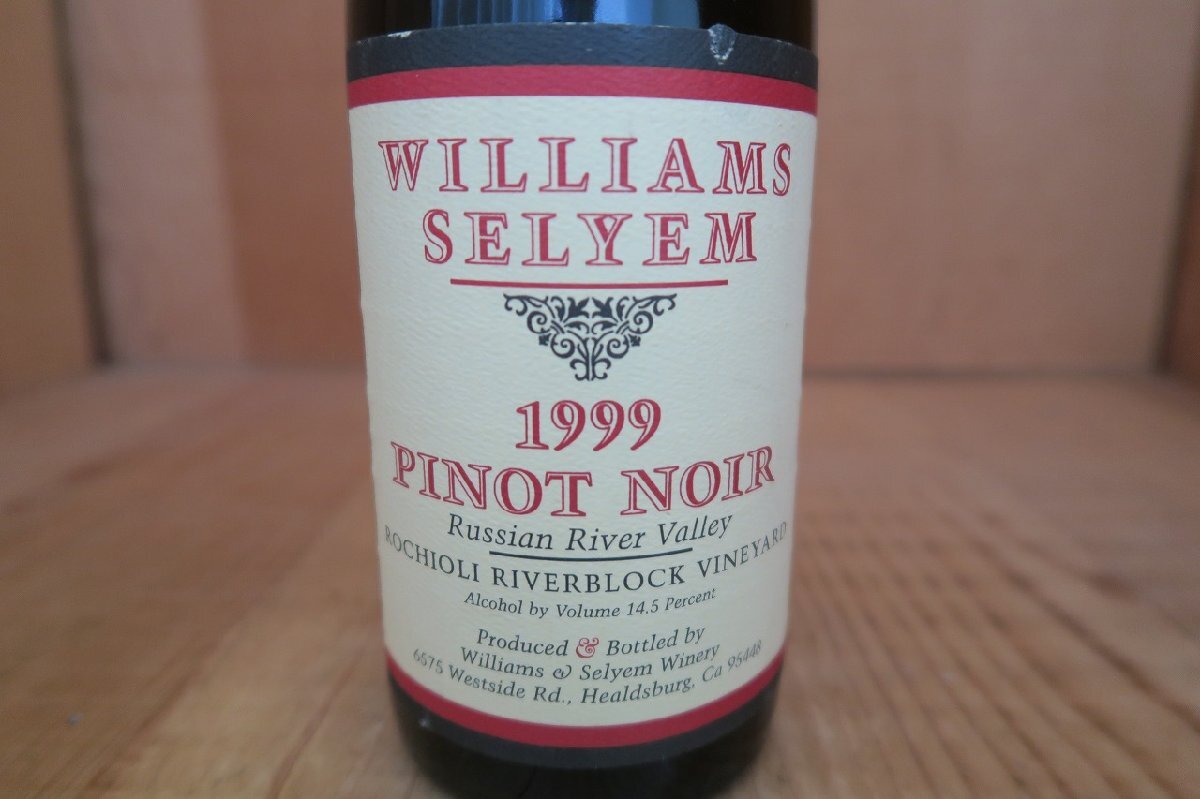 WILLIAMS
SELYEM
1999
PINOT NOIR
Russian River Valley
ROCHIOLI RIVERBLOCK VINEYARD
Alcohol by Volume 14.5 Percent
Produced & Bottled by
Williams & Selyem Winery
6575 Westside Rd., Healdsburg, Ca 95448